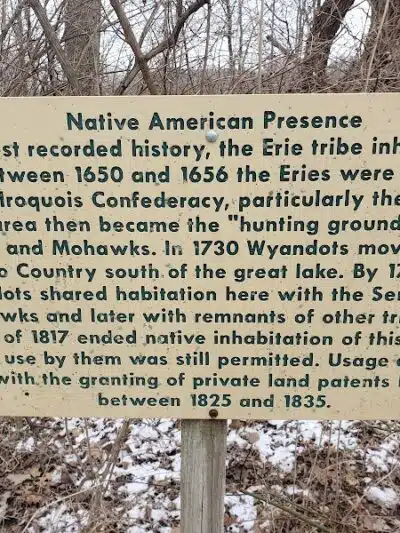 Native American Presence
st recorded history, the Erie tribe inh
tween 1650 and 1656 the Eries were
Iroquois Confederacy, particularly the
area then became the "hunting ground
and Mohawks. In 1730 Wyandots mov
o Country south of the great lake. By 17
dots shared habitation here with the Sen
wks and later with remnants of other tri
of 1817 ended native inhabitation of this
use by them was still permitted. Usage
with the granting of private land patents
between 1825 and 1835.